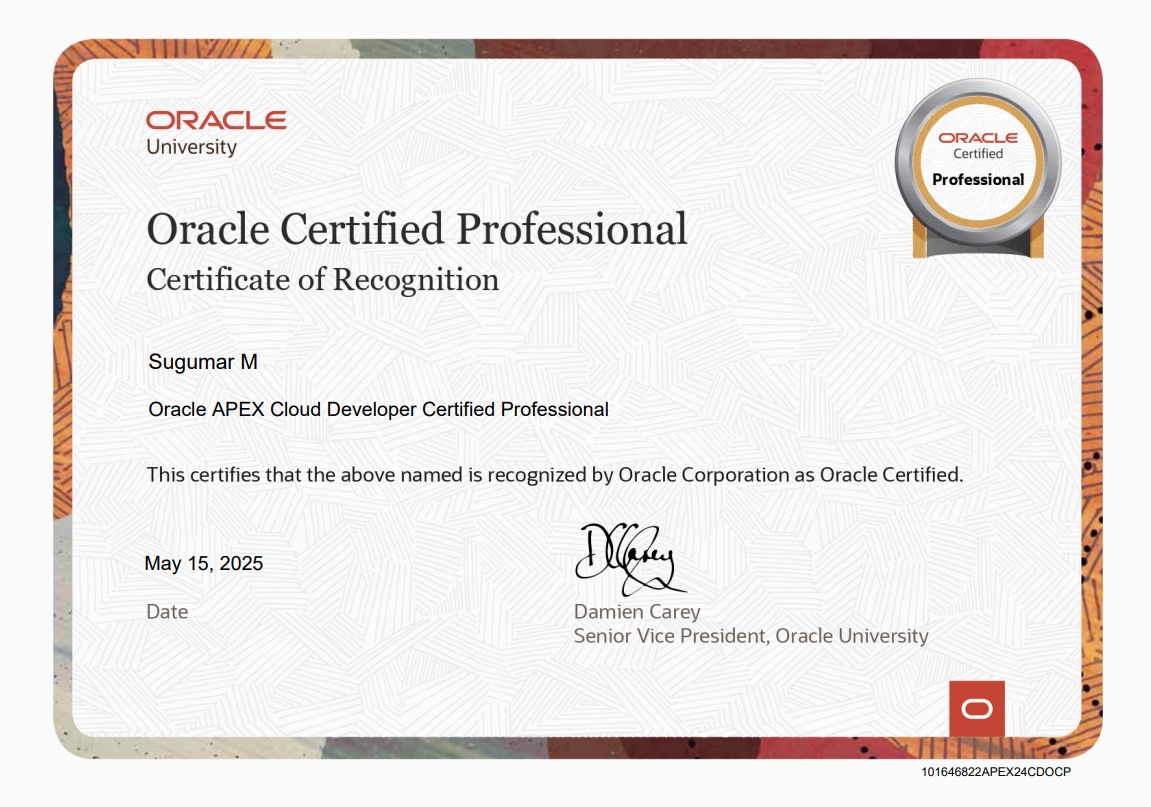 ORACLE
University
ORACLE
Certified
Professional
Oracle Certified Professional
Certificate of Recognition
Sugumar M
Oracle APEX Cloud Developer Certified Professional
This certifies that the above named is recognized by Oracle Corporation as Oracle Certified.
DCarey
May 15, 2025
Date
Damien Carey
Senior Vice President, Oracle University
101646822APEX24CDOCP